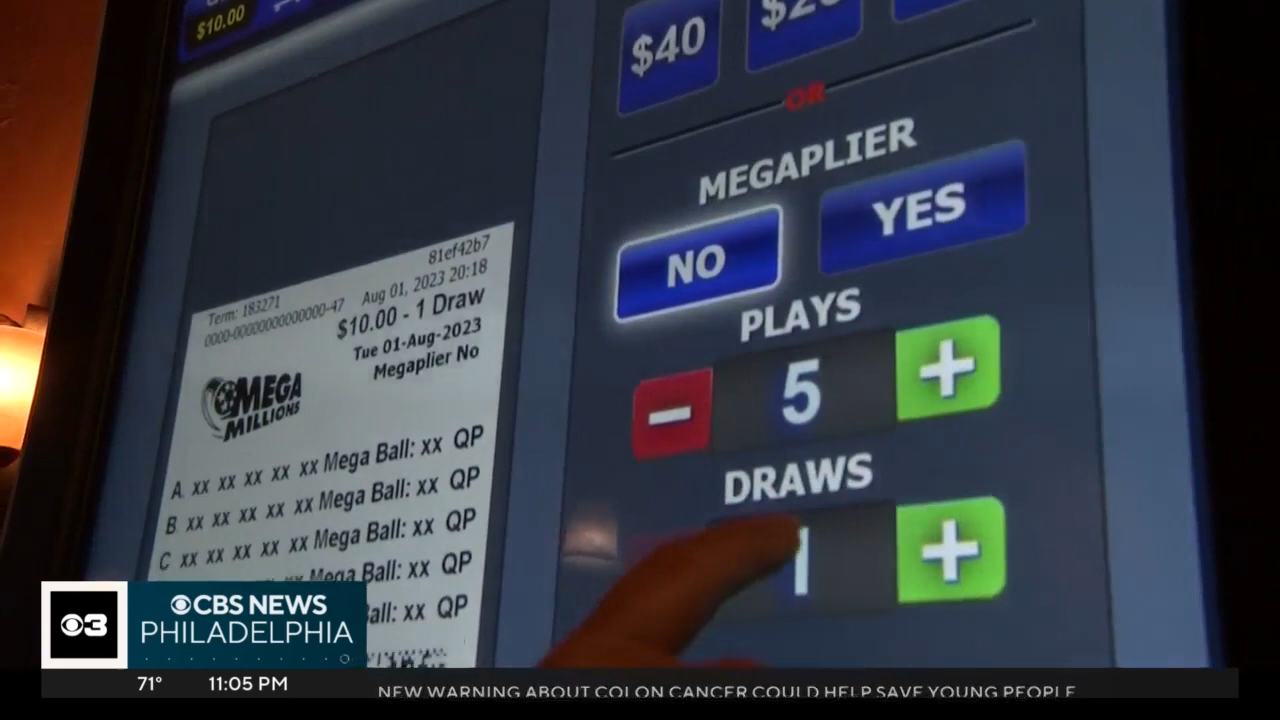 $10.00
$40
OR
MEGAPLIER
NO
YES
PLAYS
5
DRAWS
1
81ef42b7
Term: 183271
Aug 01, 2023 20:18
0000-0000000000000-47
$10.00 - 1 Draw
Tue 01-Aug-2023
Megaplier No
MEGA
MILLIONS
A xx xx xx xx xx Mega Ball: xx QP
B xx xx xx xx xx Mega Ball: xx QP
C xx xx xx xx xx Mega Ball: xx QP
xx Mega Ball: xx QP
Ball: xx QP
3
CBS NEWS
PHILADELPHIA
71° 11:05 PM
NEW WARNING ABOUT COLON CANCER COULD HELP SAVE YOUNG PEOPLE